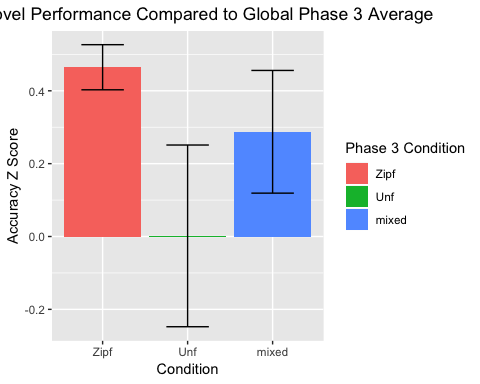 Performance Compared to Global Phase 3 Average
Accuracy Z Score
0.4
0.2
0.0
-0.2
Zipf
Unf
mixed
Condition
Phase 3 Condition
Zipf
Unf
mixed